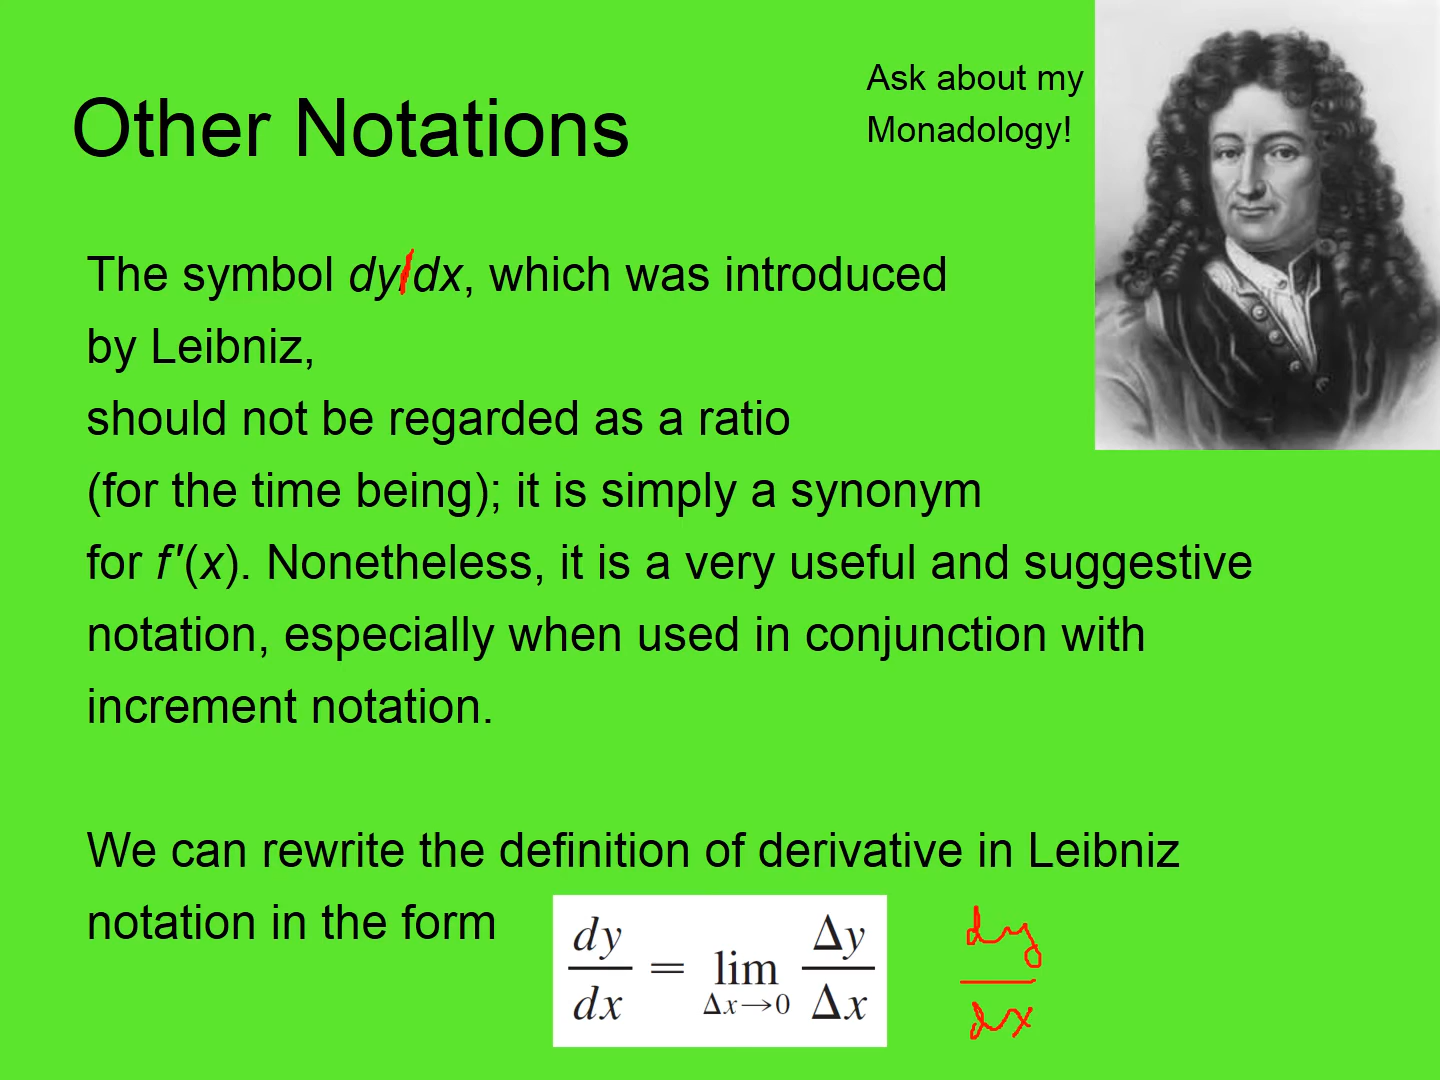 Other Notations
Ask about my
Monadology!
The symbol dy/dx, which was introduced
by Leibniz,
should not be regarded as a ratio
(for the time being); it is simply a synonym
for f′(x). Nonetheless, it is a very useful and suggestive
notation, especially when used in conjunction with
increment notation.
We can rewrite the definition of derivative in Leibniz
notation in the form
dy/dx = lim Δx→0 Δy/Δx
dy
dx